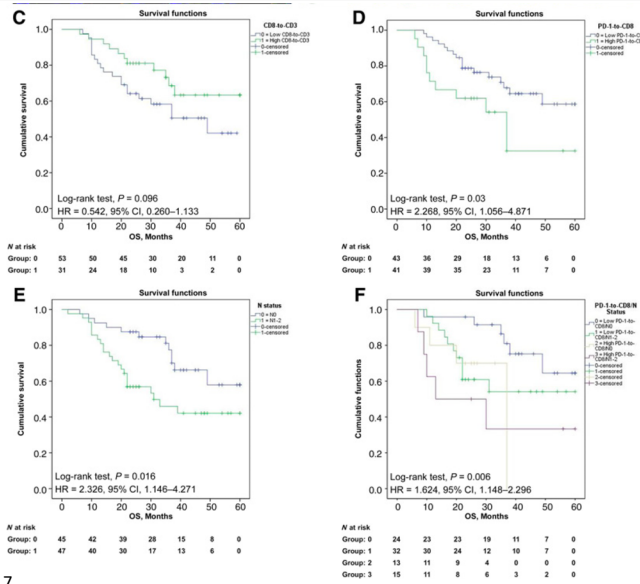 C
Survival functions
CD8-to-CD3
0 = Low CD8-to-CD3
1 = High CD8-to-CD3
0-censored
1-censored
Cumulative survival
1.0
0.8
0.6
0.4
0.2
0.0
Log-rank test, P = 0.096
HR = 0.542, 95% CI, 0.260–1.133
0 10 20 30 40 50 60
OS, Months
N at risk
Group: 0 53 50 45 30 20 11 0
Group: 1 31 24 18 10 3 2 0
D
Survival functions
PD-1-to-CD8
0 = Low PD-1-to-C
1 = High PD-1-to-C
0-censored
1-censored
Cumulative survival
1.0
0.8
0.6
0.4
0.2
0.0
Log-rank test, P = 0.03
HR = 2.268, 95% CI, 1.056–4.871
0 10 20 30 40 50 60
OS, Months
N at risk
Group: 0 43 36 29 18 13 6 0
Group: 1 41 39 35 23 11 7 0
E
Survival functions
N status
0 = N0
1 = N1-2
0-censored
1-censored
Cumulative survival
1.0
0.8
0.6
0.4
0.2
0.0
Log-rank test, P = 0.016
HR = 2.326, 95% CI, 1.146–4.271
0 10 20 30 40 50 60
OS, Months
N at risk
Group: 0 45 42 39 28 15 8 0
Group: 1 47 40 30 17 13 6 0
F
Survival functions
PD-1-to-CD8/N
Status
0 = Low PD-1-to-
CD8/N0
1 = Low PD-1-to-
CD8/N1-2
2 = High PD-1-to-
CD8/N0
3 = High PD-1-to-
CD8/N1-2
0-censored
1-censored
2-censored
3-censored
Cumulative functions
1.0
0.8
0.6
0.4
0.2
0.0
Log-rank test, P = 0.006
HR = 1.624, 95% CI, 1.148–2.296
0 10 20 30 40 50 60
OS, Months
N at risk
Group: 0 24 23 23 19 11 7 0
Group: 1 32 30 24 12 10 7 0
Group: 2 13 11 9 4 0 0 0
Group: 3 15 11 8 6 3 2 0
7